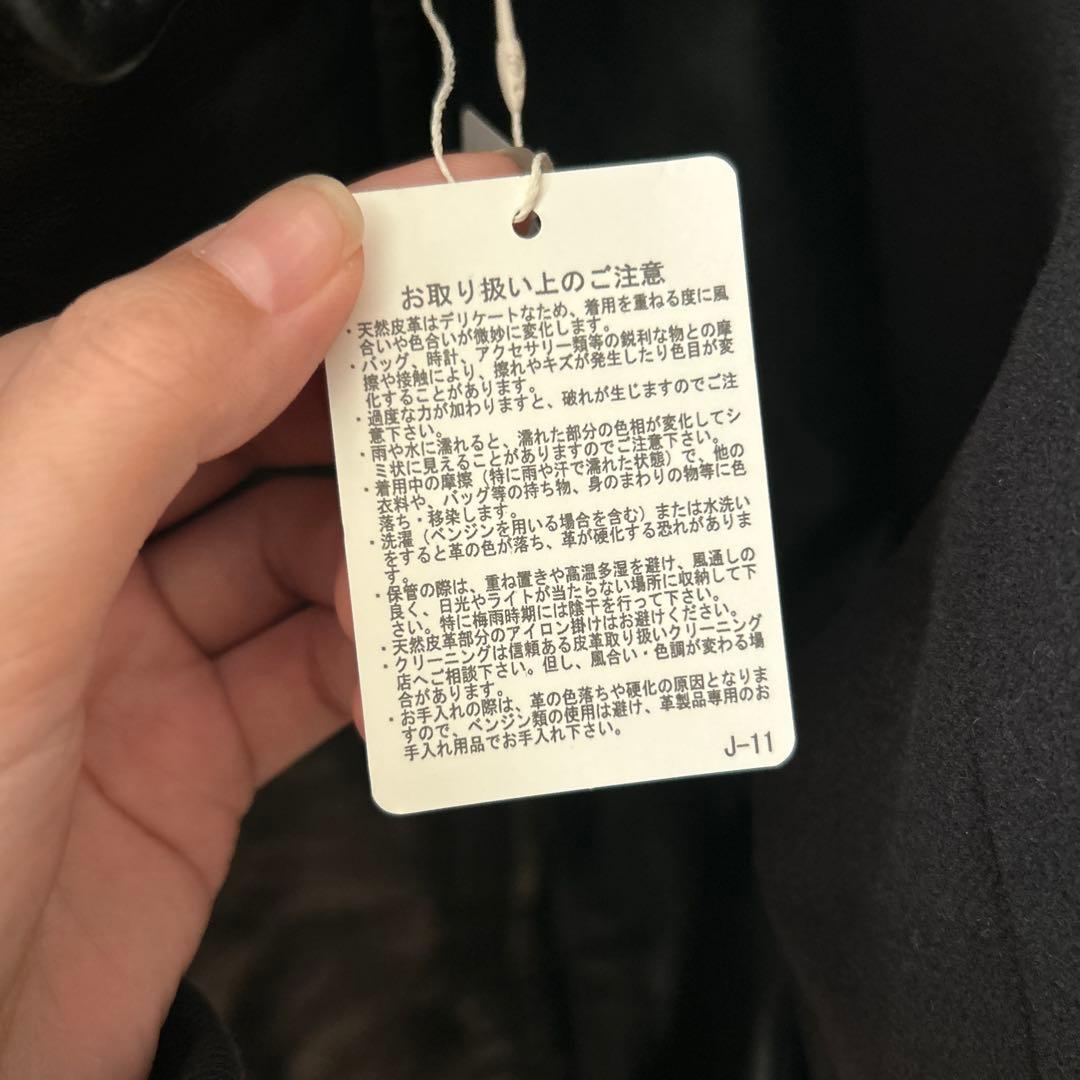 お取り扱い上のご注意
・天然皮革はデリケートなため、着用を重ねる度に風
合いや色合いが微妙に変化します。
・バッグ、時計、アクセサリー類等の鋭利な物との摩
擦や接触により、擦れやキズが発生したり色目が変
化することがあります。
・過度な力が加わりますと、破れが生じますのでご注
意下さい。
・雨や水に濡れると、濡れた部分の色相が変化してシ
ミ状に見えることがありますのでご注意下さい。
・着用中の摩擦（特に雨や汗で濡れた状態）で、他の
衣料や、バッグ等の持ち物、身のまわりの物等に色
落ち・移染します。
・洗濯（ベンジンを用いる場合を含む）または水洗い
をすると革の色が落ち、革が硬化する恐れがありま
す。
・保管の際は、重ね置きや高温多湿を避け、風通しの
良く、日光やライトが当たらない場所に収納して下
さい。特に梅雨時期には陰干を行って下さい。
・天然皮革部分のアイロン掛けはお避けください。
・クリーニングは信頼ある皮革取り扱いクリーニング
店へご相談下さい。但し、風合い・色調が変わる場
合があります。
・お手入れの際は、革の色落ちや硬化の原因となりま
すので、ベンジン類の使用は避け、革製品専用のお
手入れ用品でお手入れ下さい。
J-11